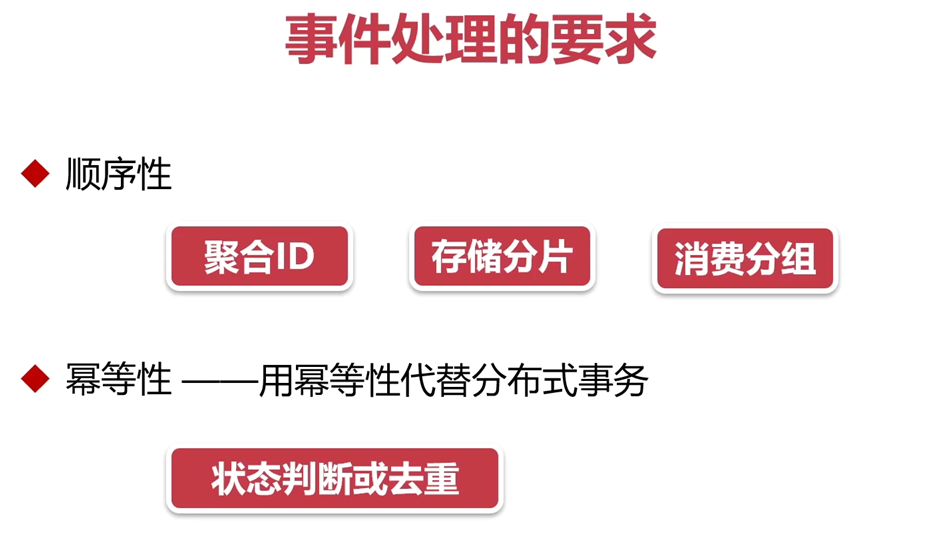 事件处理的要求
顺序性
聚合ID
存储分片
消费分组
幂等性 ——用幂等性代替分布式事务
状态判断或去重